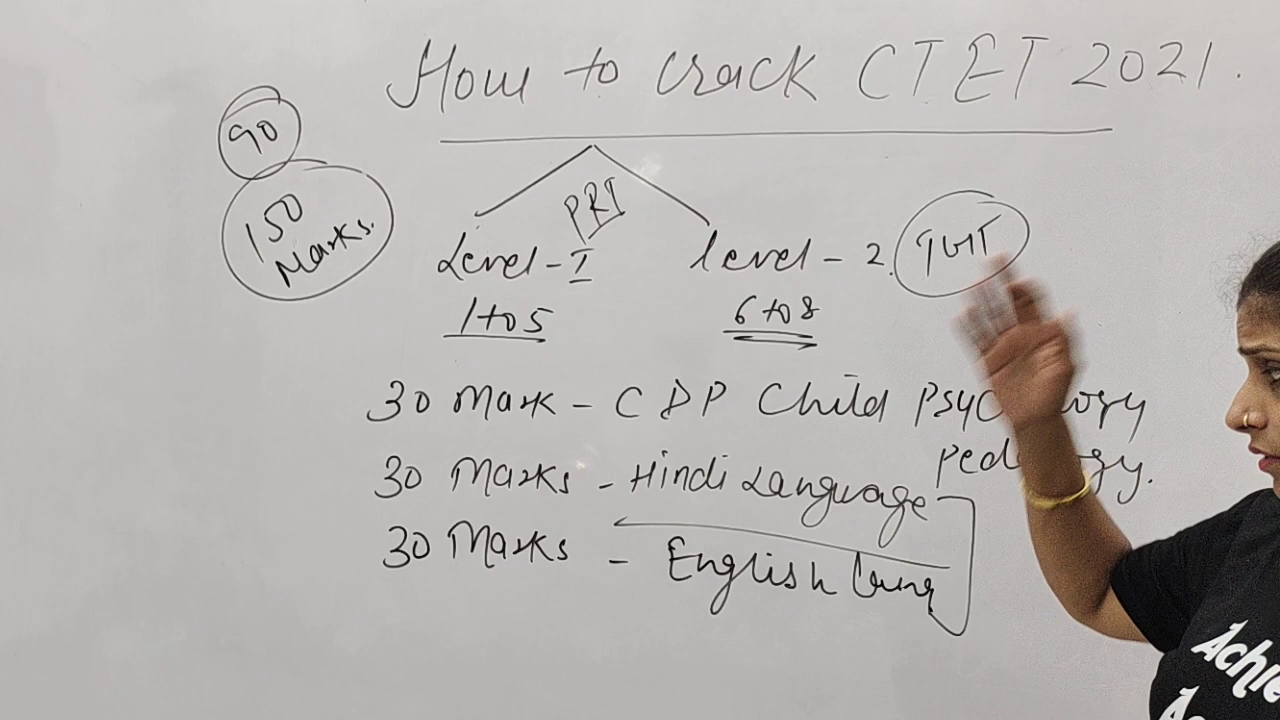 How to crack CTET 2021.
90
150
Marks.
PRT
Level-I
level-2.
TGT
1 to 5
6 to 8
30 Mark - CDP Child
30 Marks - Hindi Language
30 Marks - English